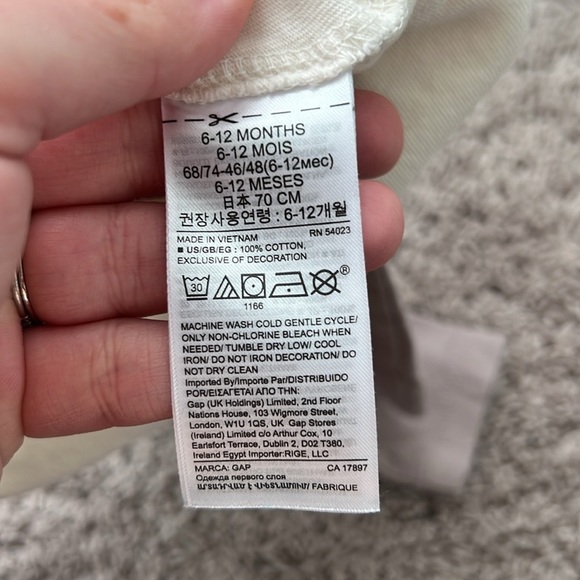 6-12 MONTHS
6-12 MOIS
68/74-46/48(6-12мес)
6-12 MESES
日本 70 CM
권장사용연령 : 6-12개월
MADE IN VIETNAM RN 54023
■ US/GB/EG : 100% COTTON,
EXCLUSIVE OF DECORATION
30 ®
1166
MACHINE WASH COLD GENTLE CYCLE/
ONLY NON-CHLORINE BLEACH WHEN
NEEDED/ TUMBLE DRY LOW/ COOL
IRON/ DO NOT IRON DECORATION/ DO
NOT DRY CLEAN
Imported By/Importe Par/DISTRIBUIDO
POR/ΕΙΣΑΓΕΤΑΙ ΑΠΟ ΤΗΝ:
Gap (UK Holdings) Limited, 2nd Floor
Nations House, 103 Wigmore Street,
London, W1U 1QS, UK Gap Stores
(Ireland) Limited c/o Arthur Cox, 10
Earlsfort Terrace, Dublin 2, D02 T380,
Ireland Egypt Importer:RIGE, LLC
MARCA: GAP CA 17897
Одежда первого слоя
FABRIQUE